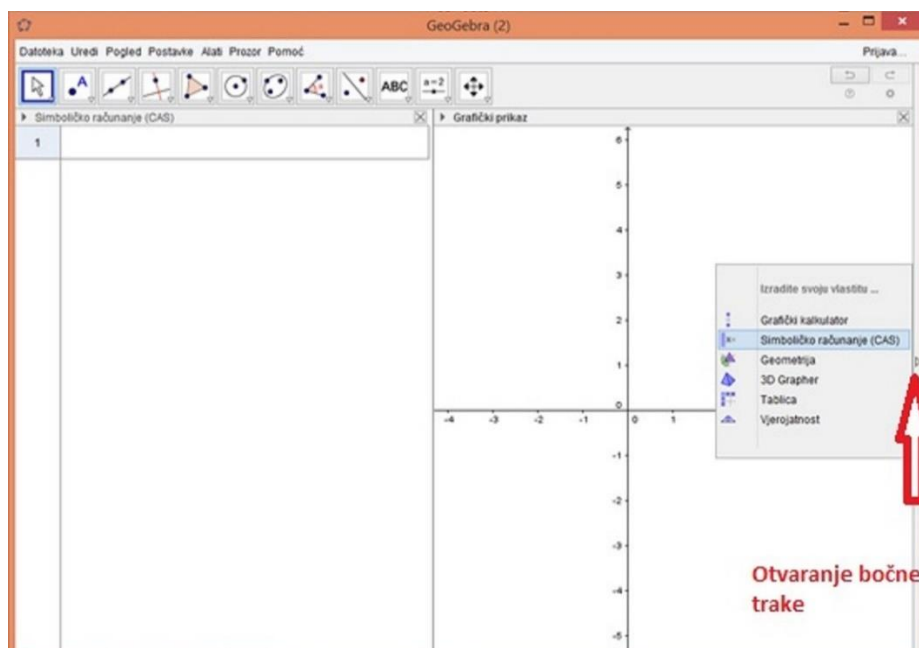 GeoGebra (2)
Datoteka Uredi Pogled Postavke Alati Prozor Pomoć
Prijava...
ABC
a=2
Simboličko računanje (CAS)
Grafički prikaz
1
6
5
4
3
2
1
0
-4 -3 -2 -1 0 1
-1
-2
-3
-4
-5
Izradite svoju vlastitu ...
Grafički kalkulator
Simboličko računanje (CAS)
Geometrija
3D Grapher
Tablica
Vjerojatnost
Otvaranje bočne
trake